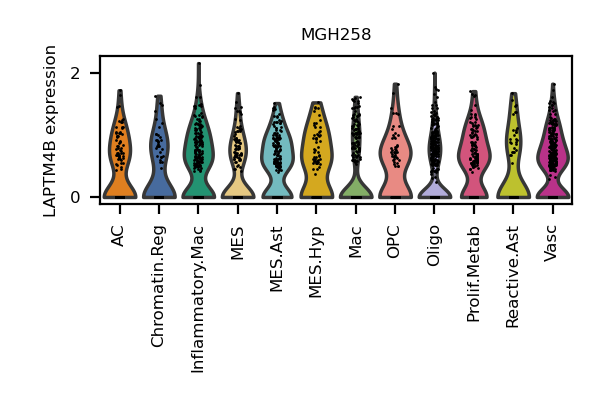 MGH258
LAPTM4B expression
2
0
AC
Chromatin.Reg
Inflammatory.Mac
MES
MES.Ast
MES.Hyp
Mac
OPC
Oligo
Prolif.Metab
Reactive.Ast
Vasc